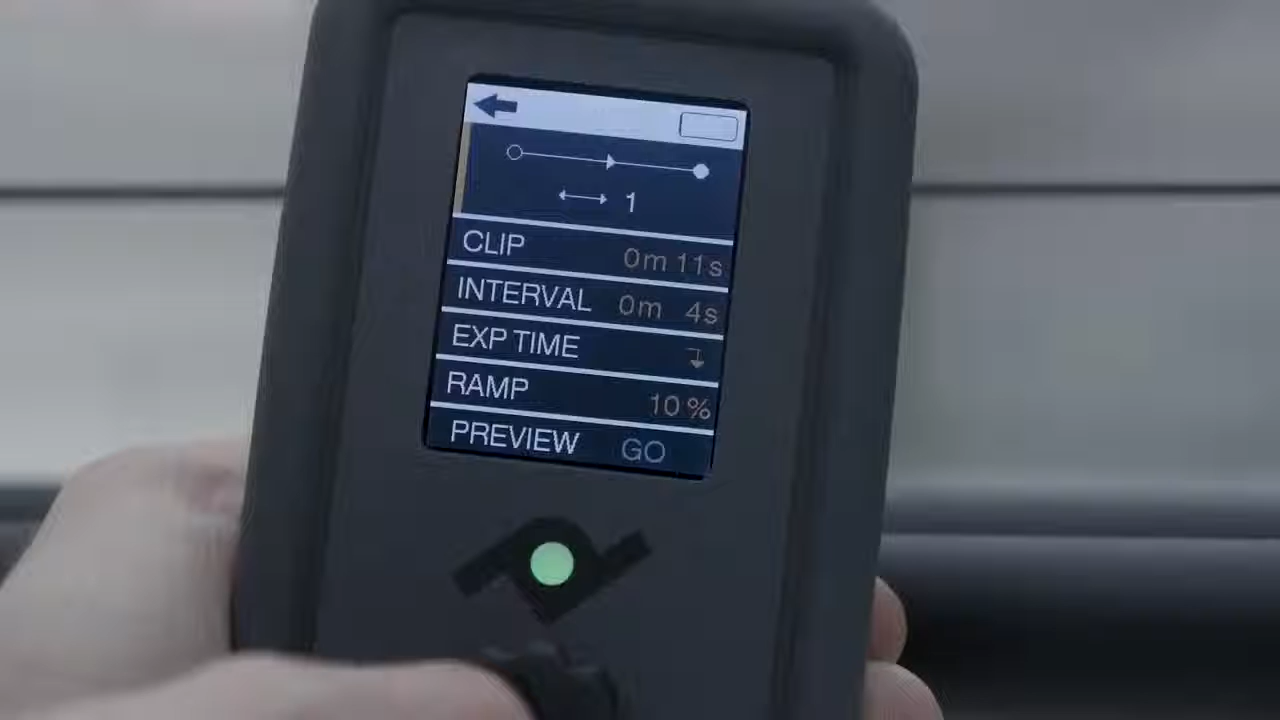 1
CLIP 0m 11s
INTERVAL 0m 4s
EXP TIME
RAMP 10%
PREVIEW GO